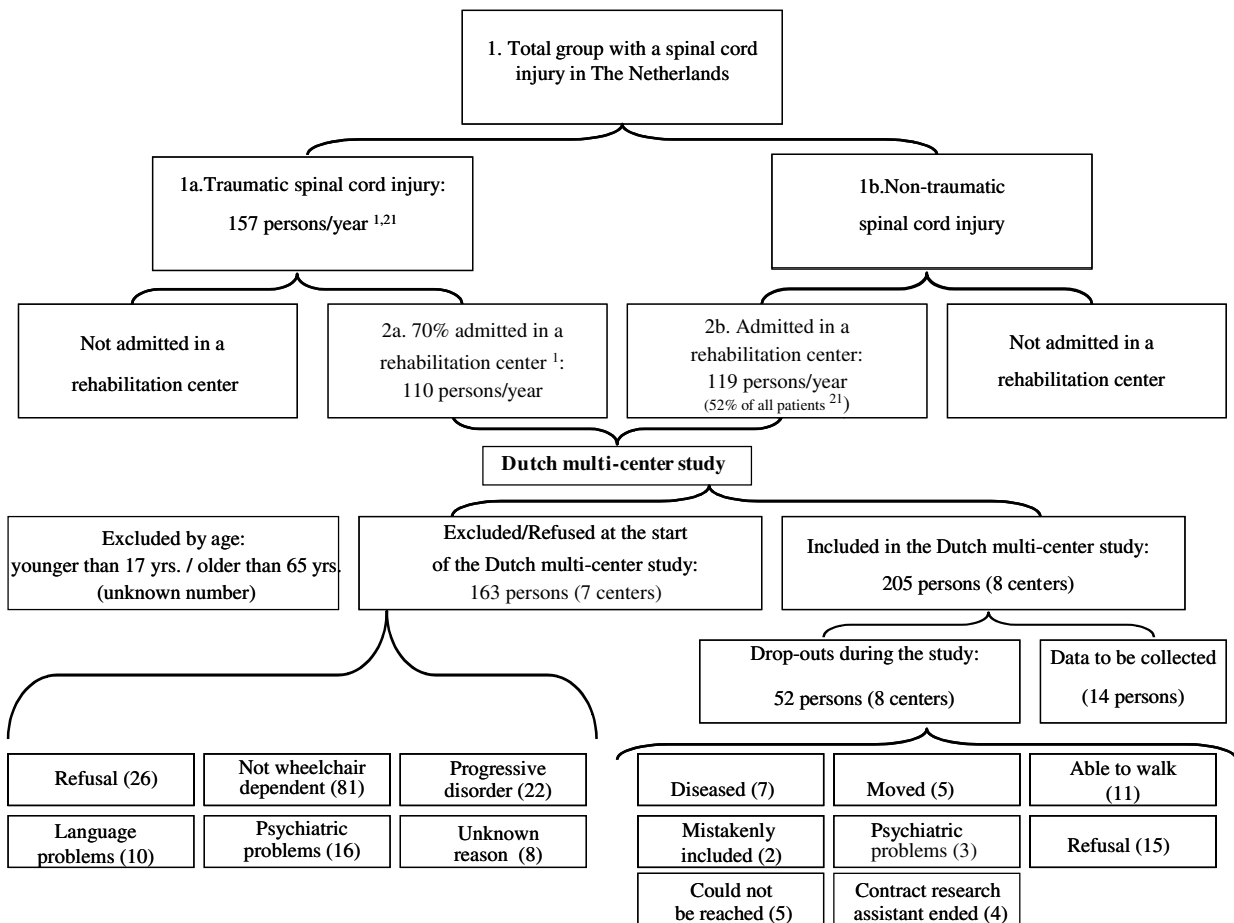 1. Total group with a spinal cord
injury in The Netherlands
1a.Traumatic spinal cord injury:
157 persons/year 1,21
1b.Non-traumatic
spinal cord injury
Not admitted in a
rehabilitation center
2a. 70% admitted in a
rehabilitation center 1:
110 persons/year
2b. Admitted in a
rehabilitation center:
119 persons/year
(52% of all patients 21)
Not admitted in a
rehabilitation center
Dutch multi-center study
Excluded by age:
younger than 17 yrs. / older than 65 yrs.
(unknown number)
Excluded/Refused at the start
of the Dutch multi-center study:
163 persons (7 centers)
Included in the Dutch multi-center study:
205 persons (8 centers)
Drop-outs during the study:
52 persons (8 centers)
Data to be collected
(14 persons)
Refusal (26)
Not wheelchair
dependent (81)
Progressive
disorder (22)
Language
problems (10)
Psychiatric
problems (16)
Unknown
reason (8)
Diseased (7)
Moved (5)
Able to walk
(11)
Mistakenly
included (2)
Psychiatric
problems (3)
Refusal (15)
Could not
be reached (5)
Contract research
assistant ended (4)